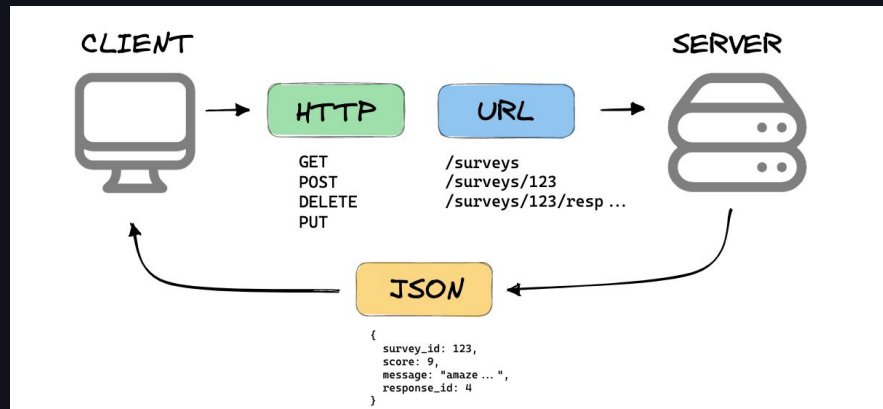 CLIENT
SERVER
HTTP
URL
GET
POST
DELETE
PUT
/surveys
/surveys/123
/surveys/123/resp ...
JSON
{
survey_id: 123,
score: 9,
message: "amaze ...",
response_id: 4
}